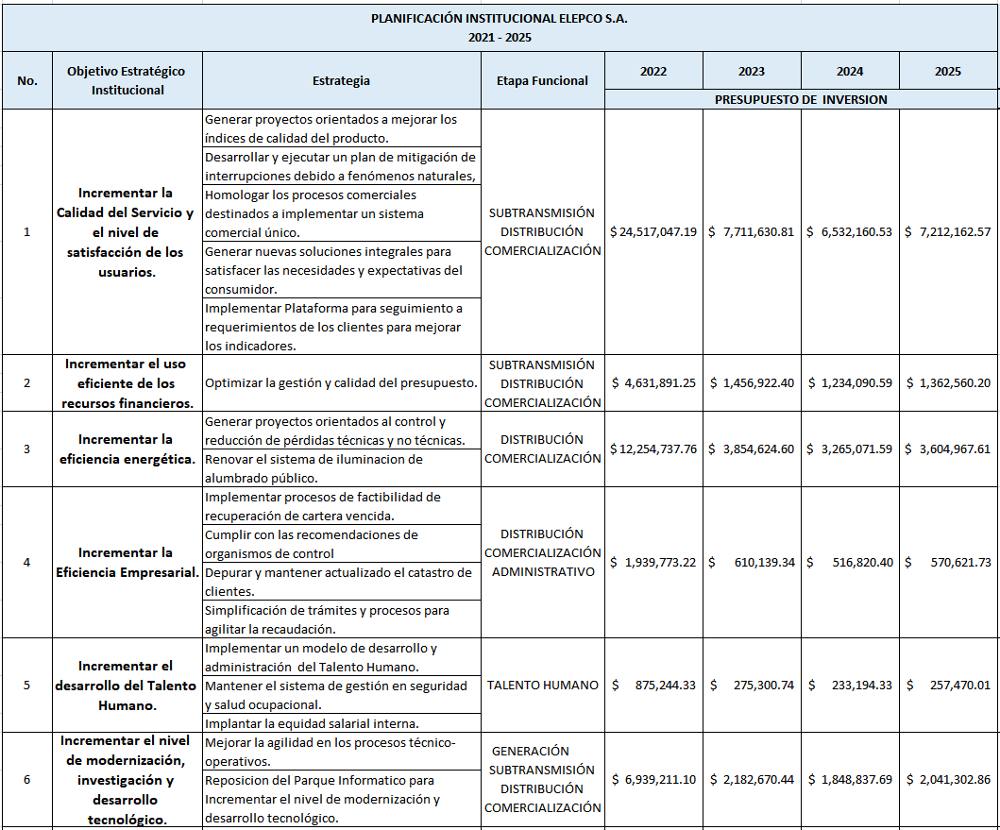 PLANIFICACIÓN INSTITUCIONAL ELEPCO S.A.
2021 - 2025
No.
Objetivo Estratégico
Institucional
Estrategia
Etapa Funcional
2022
2023
2024
2025
PRESUPUESTO DE INVERSION
1
Incrementar la
Calidad del Servicio y
el nivel de
satisfacción de los
usuarios.
Generar proyectos orientados a mejorar los
índices de calidad del producto.
Desarrollar y ejecutar un plan de mitigación de
interrupciones debido a fenómenos naturales,
Homologar los procesos comerciales
destinados a implementar un sistema
comercial único.
Generar nuevas soluciones integrales para
satisfacer las necesidades y expectativas del
consumidor.
Implementar Plataforma para seguimiento a
requerimientos de los clientes para mejorar
los indicadores.
SUBTRANSMISIÓN
DISTRIBUCIÓN
COMERCIALIZACIÓN
$ 24,517,047.19
$ 7,711,630.81
$ 6,532,160.53
$ 7,212,162.57
2
Incrementar el uso
eficiente de los
recursos financieros.
Optimizar la gestión y calidad del presupuesto.
SUBTRANSMISIÓN
DISTRIBUCIÓN
COMERCIALIZACIÓN
$ 4,631,891.25
$ 1,456,922.40
$ 1,234,090.59
$ 1,362,560.20
3
Incrementar la
eficiencia energética.
Generar proyectos orientados al control y
reducción de pérdidas técnicas y no técnicas.
Renovar el sistema de iluminacion de
alumbrado público.
DISTRIBUCIÓN
COMERCIALIZACIÓN
$ 12,254,737.76
$ 3,854,624.60
$ 3,265,071.59
$ 3,604,967.61
4
Incrementar la
Eficiencia Empresarial.
Implementar procesos de factibilidad de
recuperación de cartera vencida.
Cumplir con las recomendaciones de
organismos de control
Depurar y mantener actualizado el catastro de
clientes.
Simplificación de trámites y procesos para
agilitar la recaudación.
DISTRIBUCIÓN
COMERCIALIZACIÓN
ADMINISTRATIVO
$ 1,939,773.22
$ 610,139.34
$ 516,820.40
$ 570,621.73
5
Incrementar el
desarrollo del Talento
Humano.
Implementar un modelo de desarrollo y
administración del Talento Humano.
Mantener el sistema de gestión en seguridad
y salud ocupacional.
Implantar la equidad salarial interna.
TALENTO HUMANO
$ 875,244.33
$ 275,300.74
$ 233,194.33
$ 257,470.01
6
Incrementar el nivel
de modernización,
investigación y
desarrollo
tecnológico.
Mejorar la agilidad en los procesos técnico-
operativos.
Reposicion del Parque Informatico para
Incrementar el nivel de modernización y
desarrollo tecnológico.
GENERACIÓN
SUBTRANSMISIÓN
DISTRIBUCIÓN
COMERCIALIZACIÓN
$ 6,939,211.10
$ 2,182,670.44
$ 1,848,837.69
$ 2,041,302.86